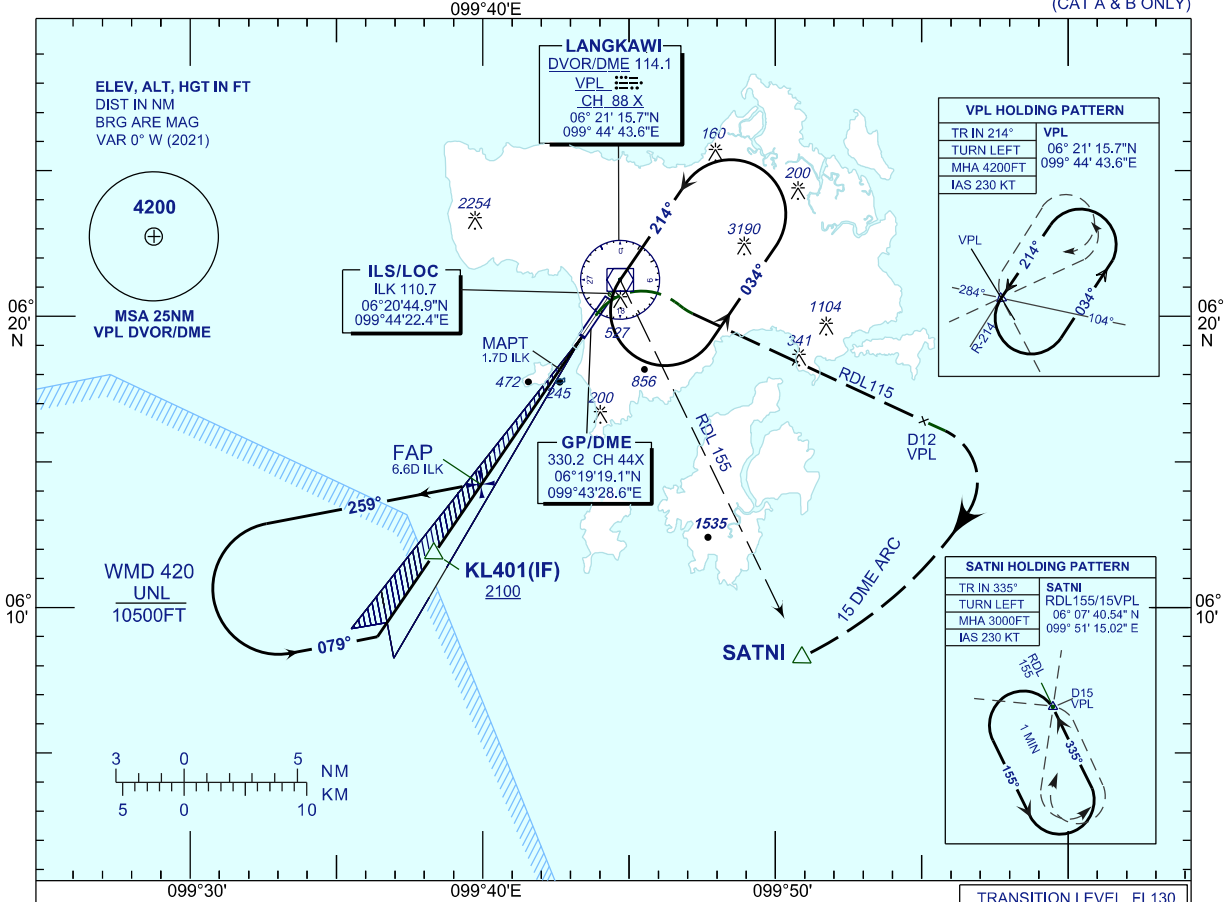 099°40'E
(CAT A & B ONLY)
ELEV, ALT, HGT IN FT
DIST IN NM
BRG ARE MAG
VAR 0° W (2021)
4200
MSA 25NM
VPL DVOR/DME
LANGKAWI
DVOR/DME 114.1
VPL
CH 88 X
06° 21' 15.7"N
099° 44' 43.6"E
160
200
2254
3190
214°
034°
ILS/LOC
ILK 110.7
06°20'44.9"N
099°44'22.4"E
0
9
18
27
527
1104
341
MAPT
1.7D ILK
472
245
856
200
RDL115
RDL 155
D12
VPL
FAP
6.6D ILK
GP/DME
330.2 CH 44X
06°19'19.1"N
099°43'28.6"E
259°
1535
KL401(IF)
2100
WMD 420
UNL
10500FT
079°
15 DME ARC
SATNI
VPL HOLDING PATTERN
TR IN 214°
TURN LEFT
MHA 4200FT
IAS 230 KT
VPL
06° 21' 15.7"N
099° 44' 43.6"E
VPL
214°
284°
034°
104°
R-214
06°
20'
N
06°
20'
N
06°
10'
06°
10'
SATNI HOLDING PATTERN
TR IN 335°
TURN LEFT
MHA 3000FT
IAS 230 KT
SATNI
RDL155/15VPL
06° 07' 40.54" N
099° 51' 15.02" E
RDL
155
D15
VPL
1 MIN
335°
155°
3 0 5 NM
5 0 10 KM
099°30'
099°40'E
099°50'
TRANSITION LEVEL FL130